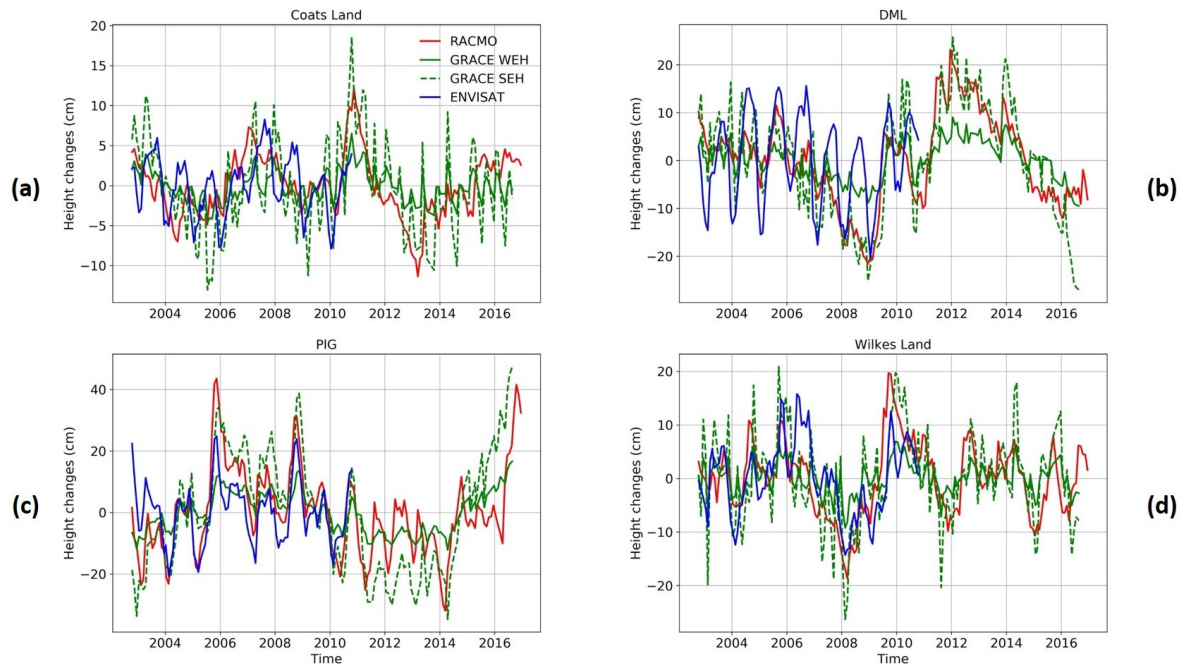 Coats Land
20
15
10
5
0
−5
−10
Height changes (cm)
2004 2006 2008 2010 2012 2014 2016
RACMO
GRACE WEH
GRACE SEH
ENVISAT
(a)
DML
20
10
0
−10
−20
Height changes (cm)
2004 2006 2008 2010 2012 2014 2016
(b)
PIG
40
20
0
−20
Height changes (cm)
2004 2006 2008 2010 2012 2014 2016
Time
(c)
Wilkes Land
20
10
0
−10
−20
Height changes (cm)
2004 2006 2008 2010 2012 2014 2016
Time
(d)